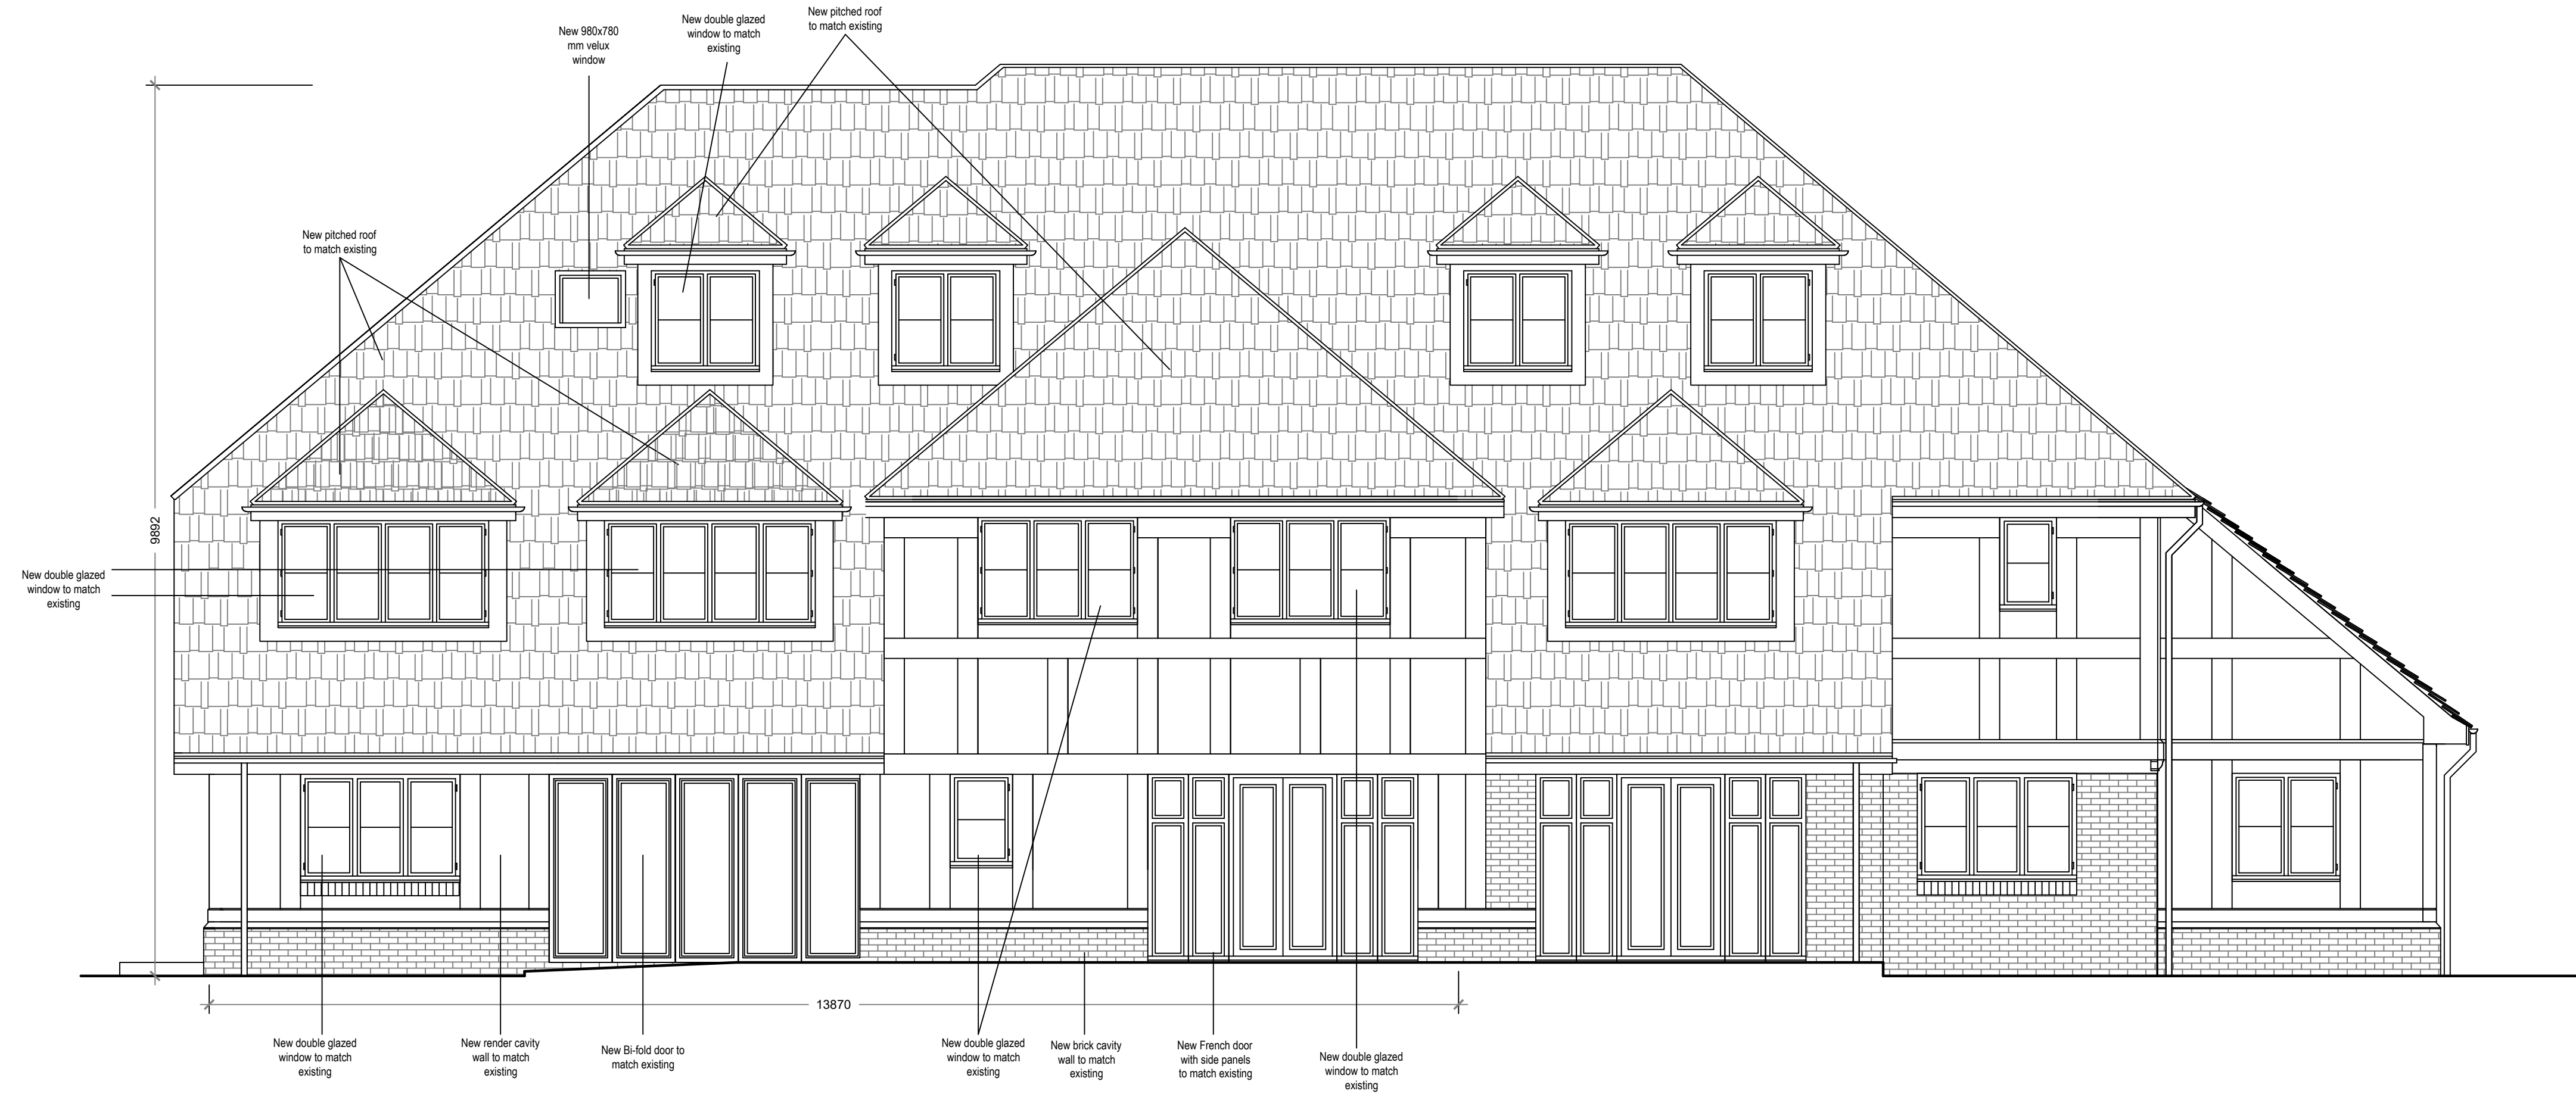 New pitched roof
to match existing
New double glazed
window to match
existing
New 980x780
mm velux
window
New pitched roof
to match existing
9892
New double glazed
window to match
existing
13870
New double glazed
window to match
existing
New render cavity
wall to match
existing
New Bi-fold door to
match existing
New double glazed
window to match
existing
New brick cavity
wall to match
existing
New French door
with side panels
to match existing
New double glazed
window to match
existing